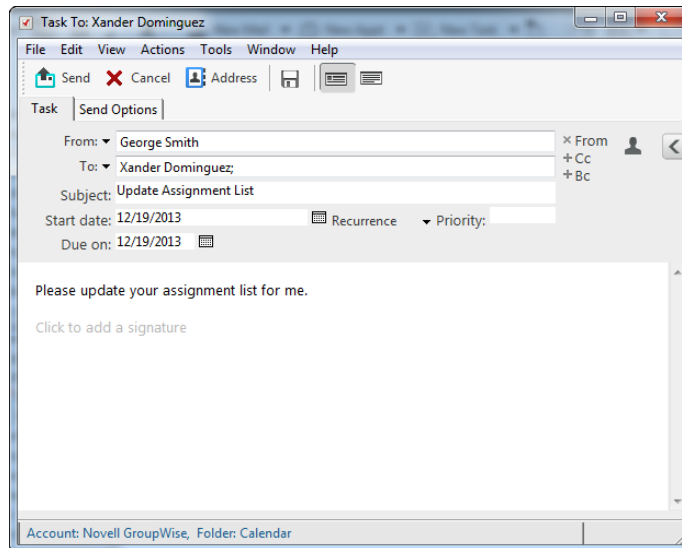 Task To: Xander Dominguez
File Edit View Actions Tools Window Help
Send Cancel Address
Task Send Options
From: George Smith × From
To: Xander Dominguez; + Cc
+ Bc
Subject: Update Assignment List
Start date: 12/19/2013 Recurrence Priority:
Due on: 12/19/2013
Please update your assignment list for me.
Click to add a signature
Account: Novell GroupWise, Folder: Calendar